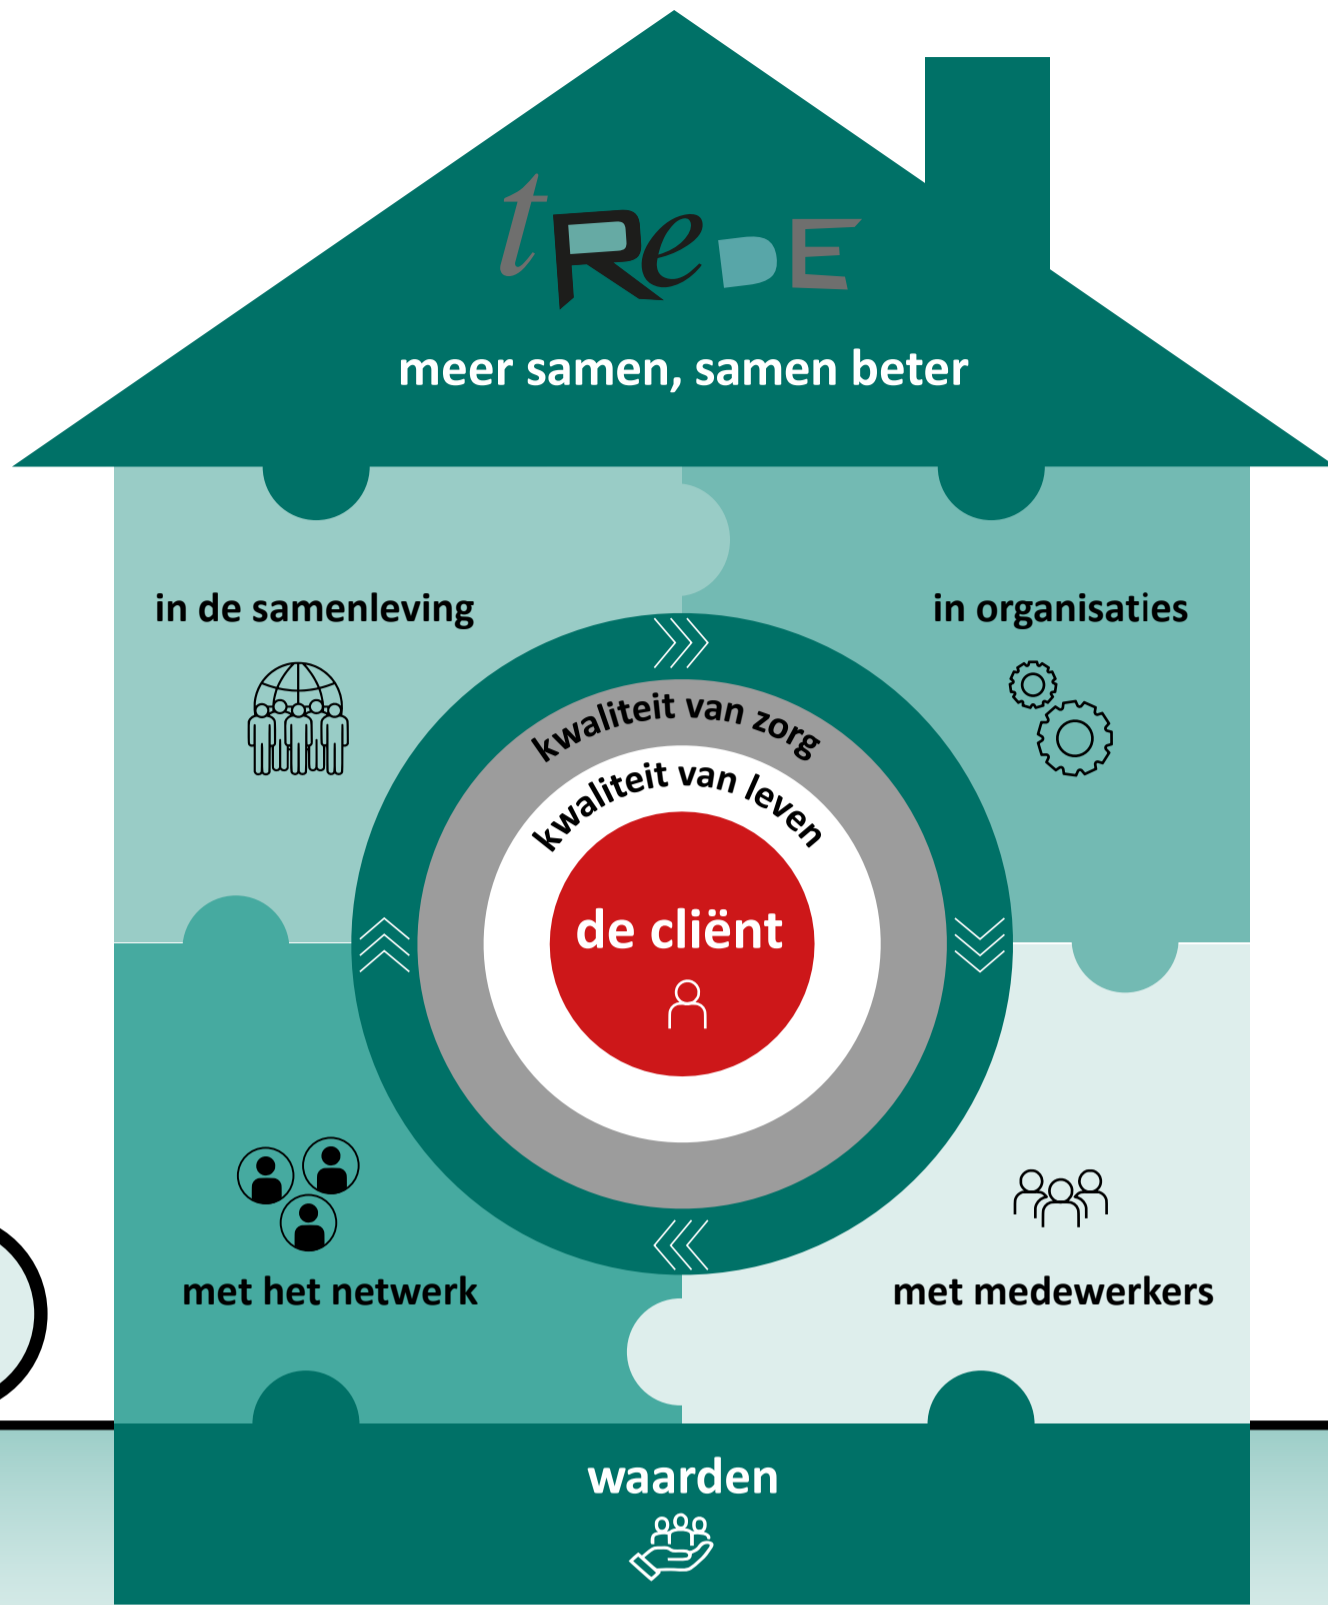 tReDE
meer samen, samen beter
in de samenleving
in organisaties
kwaliteit van zorg
kwaliteit van leven
de cliënt
met het netwerk
met medewerkers
waarden